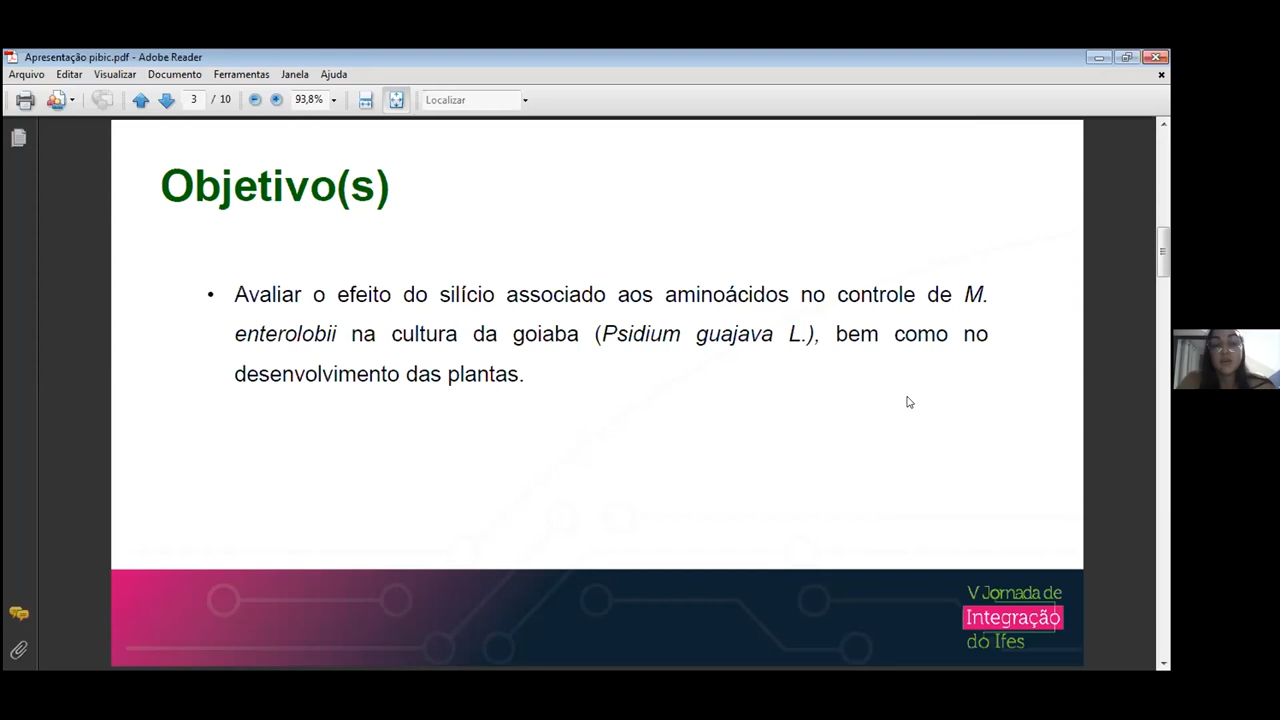 Apresentação pibic.pdf - Adobe Reader
Arquivo Editar Visualizar Documento Ferramentas Janela Ajuda
3 / 10 93,8% Localizar
Objetivo(s)
• Avaliar o efeito do silício associado aos aminoácidos no controle de M.
enterolobii na cultura da goiaba (Psidium guajava L.), bem como no
desenvolvimento das plantas.
V Jornada de
Integração
do Ifes